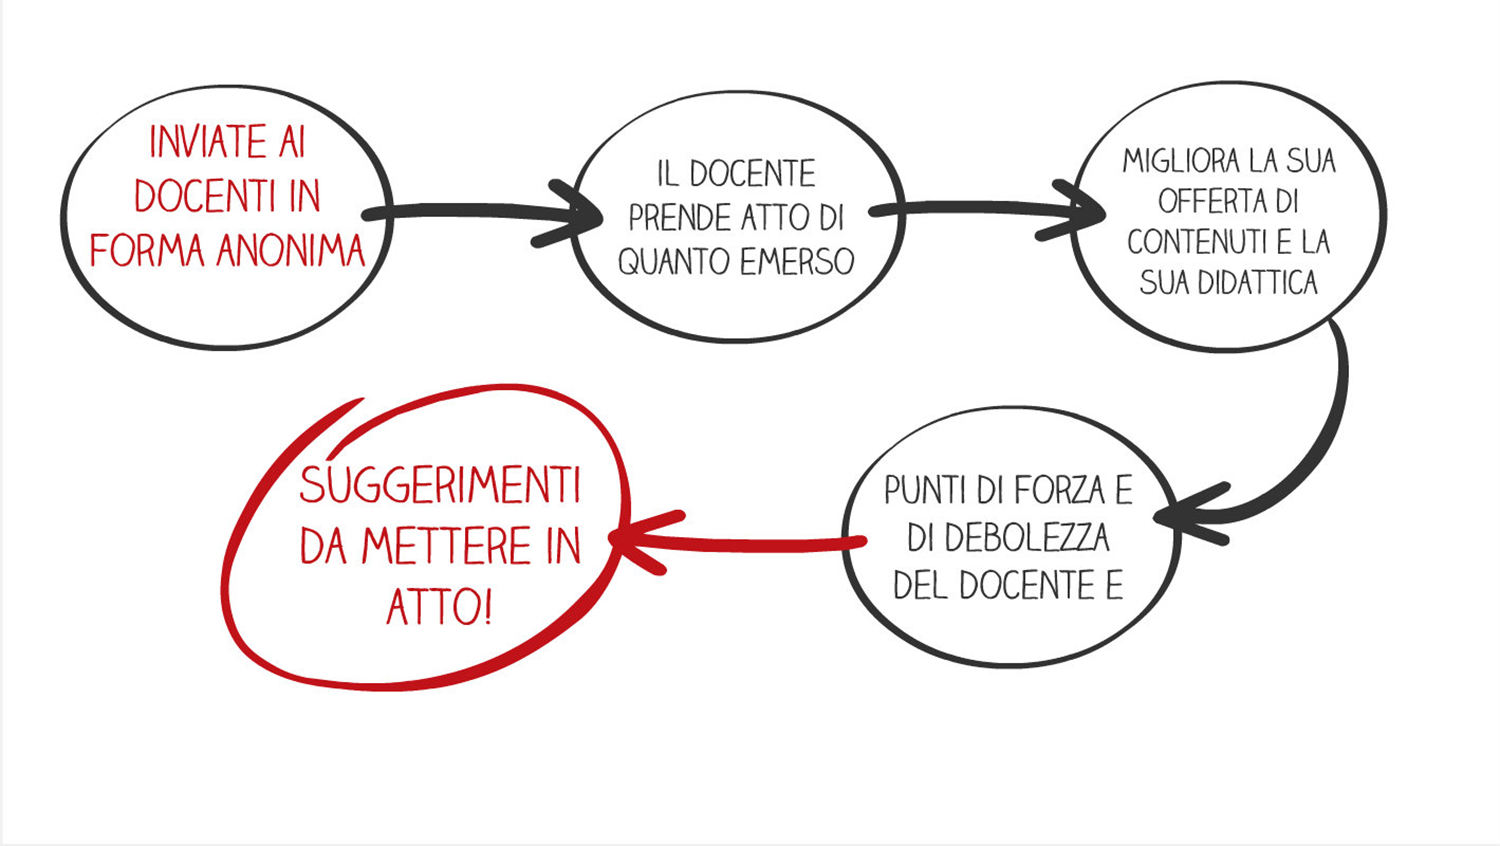 INVIATE AI
DOCENTI IN
FORMA ANONIMA
IL DOCENTE
PRENDE ATTO DI
QUANTO EMERSO
MIGLIORA LA SUA
OFFERTA DI
CONTENUTI E LA
SUA DIDATTICA
PUNTI DI FORZA E
DI DEBOLEZZA
DEL DOCENTE E
SUGGERIMENTI
DA METTERE IN
ATTO!